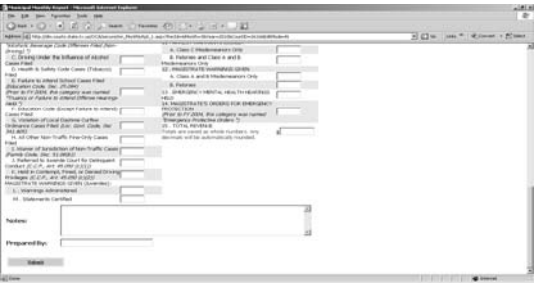 Municipal Monthly Report - Microsoft Internet Explorer
File Edit View Favorites Tools Help
Back Search Favorites
Address
Go Links Convert Select
Alcoholic Beverage Code Offenses Filed (Non-
Driving)")
C. Driving Under the Influence of Alcohol
Cases Filed
D. Health & Safety Code Cases (Tobacco)
Filed
E. Failure to Attend School Cases Filed
(Education Code, Sec. 25.094)
(Prior to FY 2004, this category was named
"Truancy or Failure to Attend Offense Hearings
Held.")
F. Education Code (Except Failure to Attend)
Cases Filed
G. Violation of Local Daytime Curfew
Ordinance Cases Filed (Loc. Govt. Code, Sec.
341.905)
H. All Other Non-Traffic Fine-Only Cases
Filed
I. Waiver of Jurisdiction of Non-Traffic Cases
(Family Code, Sec. 51.08(b))
J. Referred to Juvenile Court for Delinquent
Conduct (C.C.P., Art.
K. Held in Contempt, Fined, or Denied Driving
Privileges (C.C.P., Art.
MAGISTRATE WARNINGS GIVEN (Juveniles)
L. Warnings Administered
M. Statements Certified
A. Class C Misdemeanors Only
B. Felonies and Class A and B
Misdemeanors Only
12. MAGISTRATE WARNINGS GIVEN
A. Class A and B Misdemeanors Only
B. Felonies
13. EMERGENCY MENTAL HEALTH HEARINGS
HELD
14. MAGISTRATE'S ORDERS FOR EMERGENCY
PROTECTION
(Prior to FY 2004, this category was named
"Emergency Protective Orders.")
15. TOTAL REVENUE
Totals are saved as whole numbers. Any
decimals will be automatically rounded.
$
Notes:
Prepared By:
Submit
Done
Internet